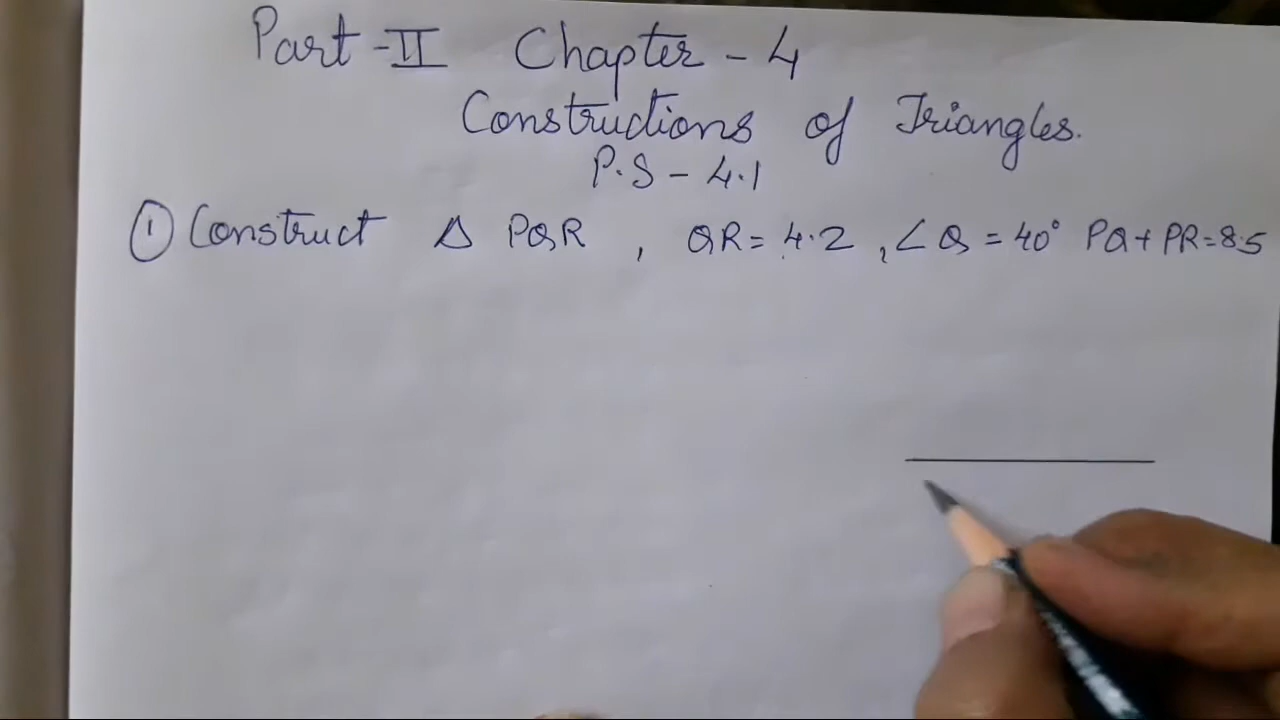 Part-II Chapter - 4
Constructions of Triangles.
P.S - 4.1
① Construct Δ PQR , QR = 4.2 , ∠Q = 40° PQ + PR = 8.5